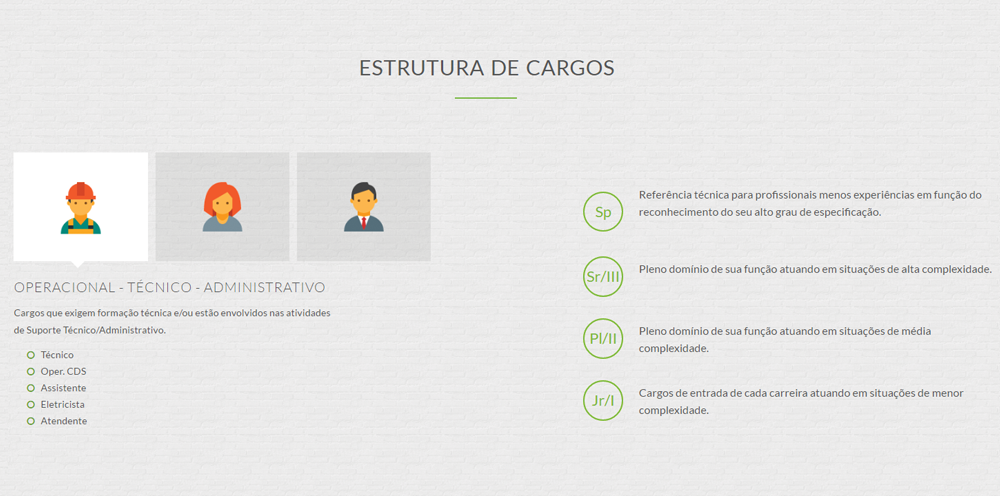 ESTRUTURA DE CARGOS
OPERACIONAL - TÉCNICO - ADMINISTRATIVO
Cargos que exigem formação técnica e/ou estão envolvidos nas atividades
de Suporte Técnico/Administrativo.
Técnico
Oper. CDS
Assistente
Eletricista
Atendente
Sp
Referência técnica para profissionais menos experiências em função do
reconhecimento do seu alto grau de especificação.
Sr/III
Pleno domínio de sua função atuando em situações de alta complexidade.
Pl/II
Pleno domínio de sua função atuando em situações de média
complexidade.
Jr/I
Cargos de entrada de cada carreira atuando em situações de menor
complexidade.